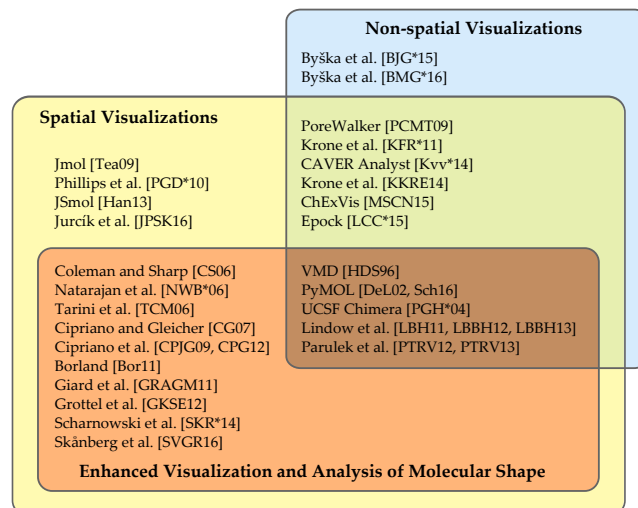 Non-spatial Visualizations
Byška et al. [BJG*15]
Byška et al. [BMG*16]
Spatial Visualizations
Jmol [Tea09]
Phillips et al. [PGD*10]
JSmol [Han13]
Jurcík et al. [JPSK16]
PoreWalker [PCMT09]
Krone et al. [KFR*11]
CAVER Analyst [Kvv*14]
Krone et al. [KKRE14]
ChExVis [MSCN15]
Epock [LCC*15]
Coleman and Sharp [CS06]
Natarajan et al. [NWB*06]
Tarini et al. [TCM06]
Cipriano and Gleicher [CG07]
Cipriano et al. [CPJG09, CPG12]
Borland [Bor11]
Giard et al. [GRAGM11]
Grottel et al. [GKSE12]
Scharnowski et al. [SKR*14]
Skånberg et al. [SVGR16]
VMD [HDS96]
PyMOL [DeL02, Sch16]
UCSF Chimera [PGH*04]
Lindow et al. [LBH11, LBBH12, LBBH13]
Parulek et al. [PTRV12, PTRV13]
Enhanced Visualization and Analysis of Molecular Shape